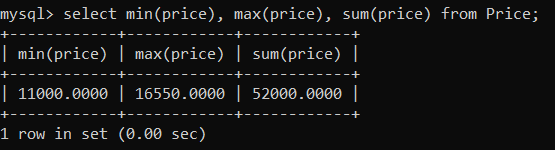 mysql> select min(price), max(price), sum(price) from Price;
+------------+------------+------------+
| min(price) | max(price) | sum(price) |
+------------+------------+------------+
| 11000.0000 | 16550.0000 | 52000.0000 |
+------------+------------+------------+
1 row in set (0.00 sec)